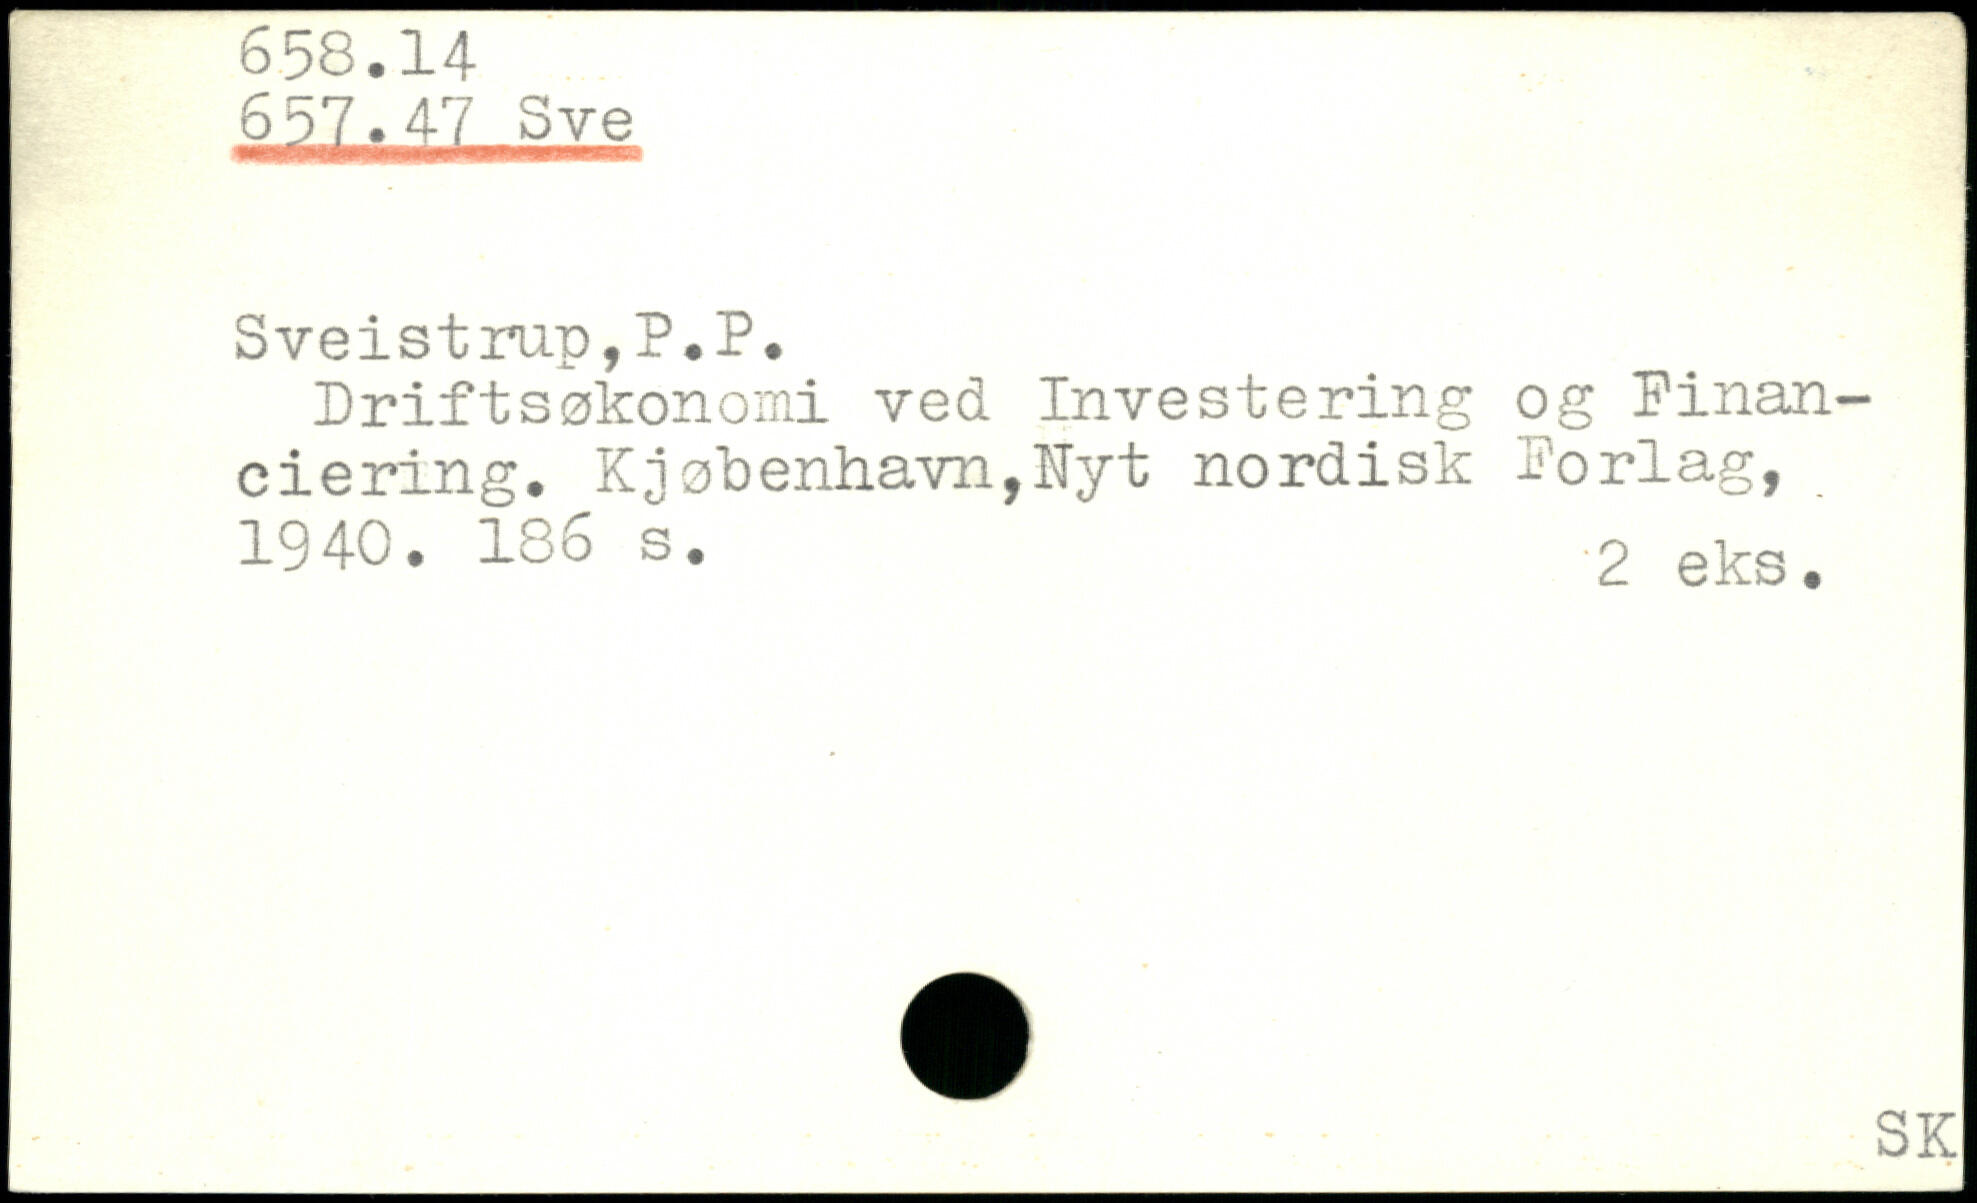 658.14
657.47 Sve
Sveistrup,P.P.
Driftsøkonomi ved Investering og Finan-
ciering. Kjøbenhavn,Nyt nordisk Forlag,
1940. 186 s.
2 eks.
SK